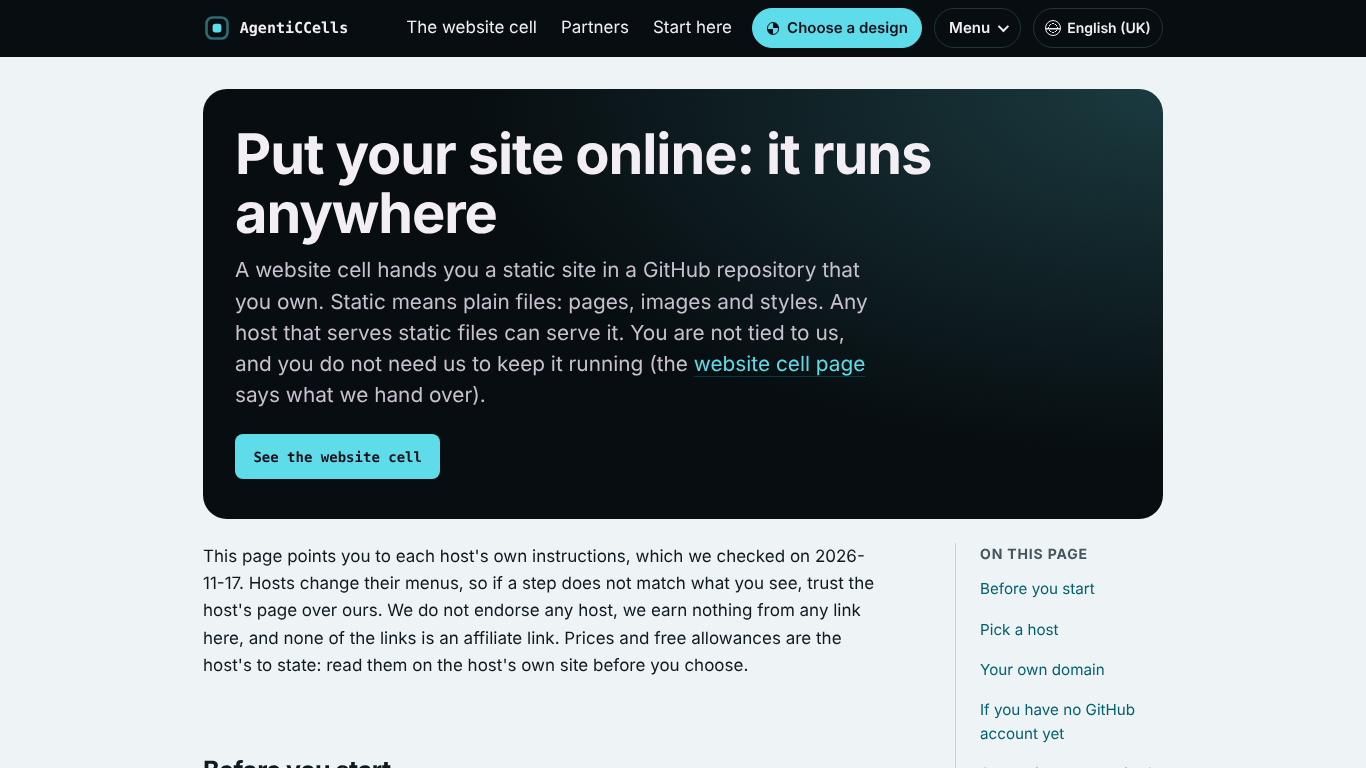 AgentiCCells
The website cell
Partners
Start here
Choose a design
Menu
English (UK)
Put your site online: it runs
anywhere
A website cell hands you a static site in a GitHub repository that
you own. Static means plain files: pages, images and styles. Any
host that serves static files can serve it. You are not tied to us,
and you do not need us to keep it running (the website cell page
says what we hand over).
See the website cell
This page points you to each host's own instructions, which we checked on 2026-
11-17. Hosts change their menus, so if a step does not match what you see, trust the
host's page over ours. We do not endorse any host, we earn nothing from any link
here, and none of the links is an affiliate link. Prices and free allowances are the
host's to state: read them on the host's own site before you choose.
Before you start
ON THIS PAGE
Before you start
Pick a host
Your own domain
If you have no GitHub
account yet